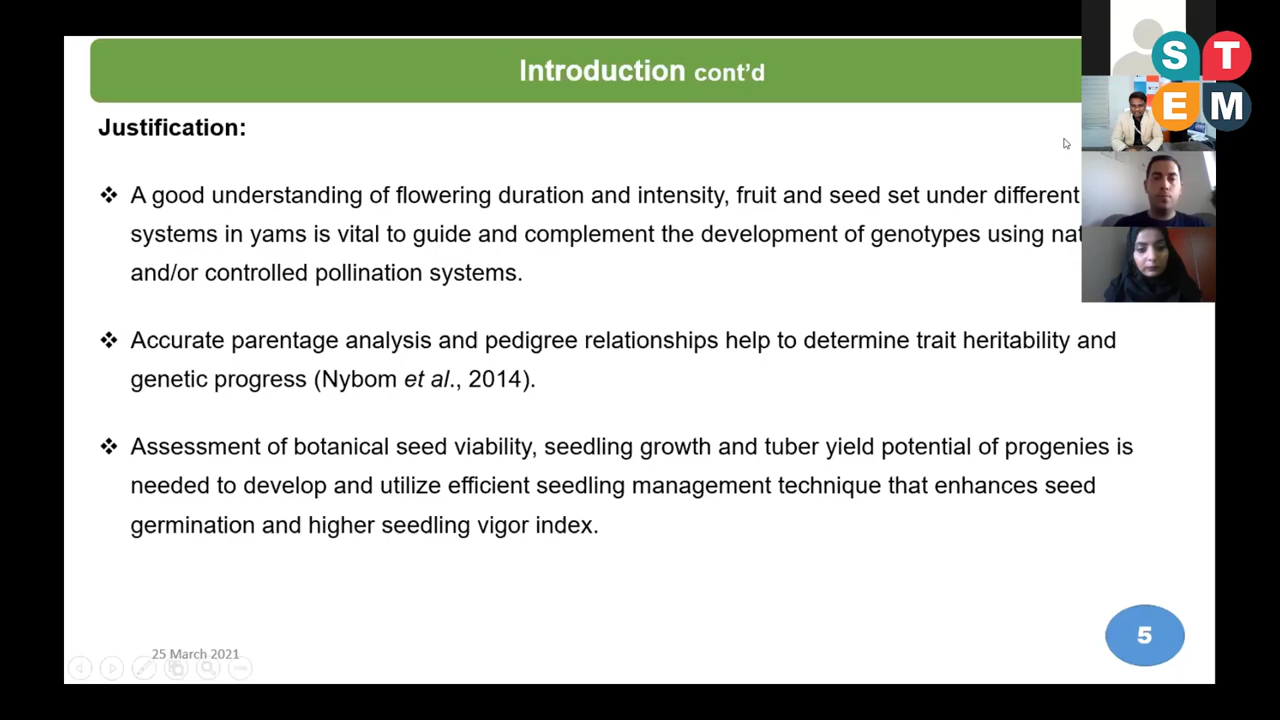 Introduction cont’d
Justification:
❖ A good understanding of flowering duration and intensity, fruit and seed set under different
systems in yams is vital to guide and complement the development of genotypes using
and/or controlled pollination systems.
❖ Accurate parentage analysis and pedigree relationships help to determine trait heritability and
genetic progress (Nybom et al., 2014).
❖ Assessment of botanical seed viability, seedling growth and tuber yield potential of progenies is
needed to develop and utilize efficient seedling management technique that enhances seed
germination and higher seedling vigor index.
25 March 2021
5
S T
E M